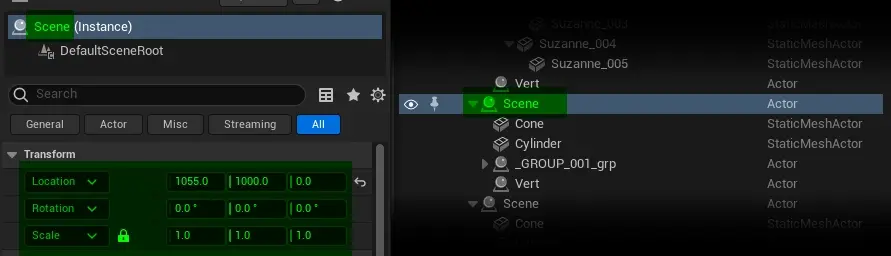 Scene (Instance)
DefaultSceneRoot
Search
General Actor Misc Streaming All
Transform
Location 1055.0 1000.0 0.0
Rotation 0.0 ° 0.0 ° 0.0 °
Scale 1.0 1.0 1.0
Suzanne_003 StaticMeshActor
Suzanne_004 StaticMeshActor
Suzanne_005 StaticMeshActor
Vert Actor
Scene Actor
Cone StaticMeshActor
Cylinder StaticMeshActor
_GROUP_001_grp Actor
Vert Actor
Scene Actor
Cone StaticMeshActor